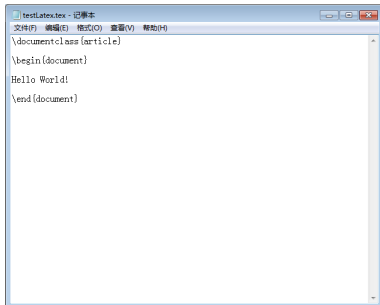 testLatex.tex - 记事本
文件(F) 编辑(E) 格式(O) 查看(V) 帮助(H)
\documentclass{article}
\begin{document}
Hello World!
\end{document}